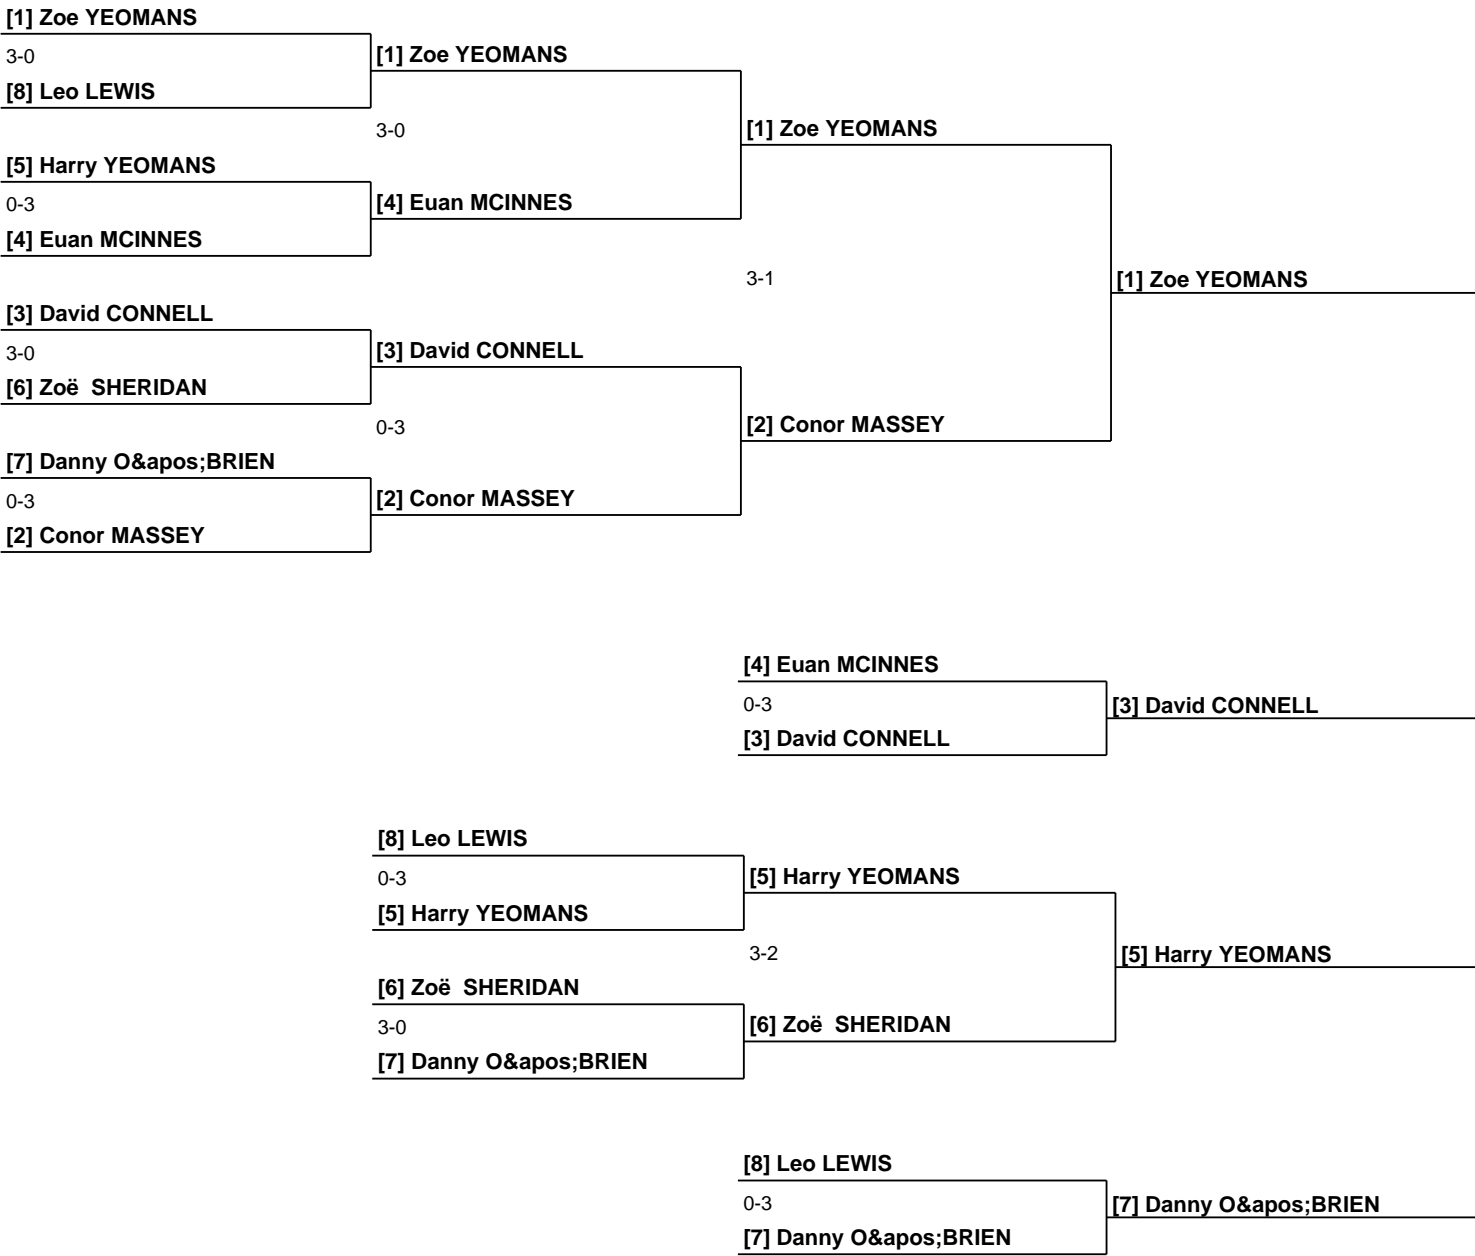 [1] Zoe YEOMANS
3-0
[1] Zoe YEOMANS
[8] Leo LEWIS
3-0
[1] Zoe YEOMANS
[5] Harry YEOMANS
0-3
[4] Euan MCINNES
[4] Euan MCINNES
3-1
[1] Zoe YEOMANS
[3] David CONNELL
3-0
[3] David CONNELL
[6] Zoë  SHERIDAN
0-3
[2] Conor MASSEY
[7] Danny O&apos;BRIEN
0-3
[2] Conor MASSEY
[2] Conor MASSEY
[4] Euan MCINNES
0-3
[3] David CONNELL
[3] David CONNELL
[8] Leo LEWIS
0-3
[5] Harry YEOMANS
[5] Harry YEOMANS
3-2
[5] Harry YEOMANS
[6] Zoë  SHERIDAN
3-0
[6] Zoë  SHERIDAN
[7] Danny O&apos;BRIEN
[8] Leo LEWIS
0-3
[7] Danny O&apos;BRIEN
[7] Danny O&apos;BRIEN